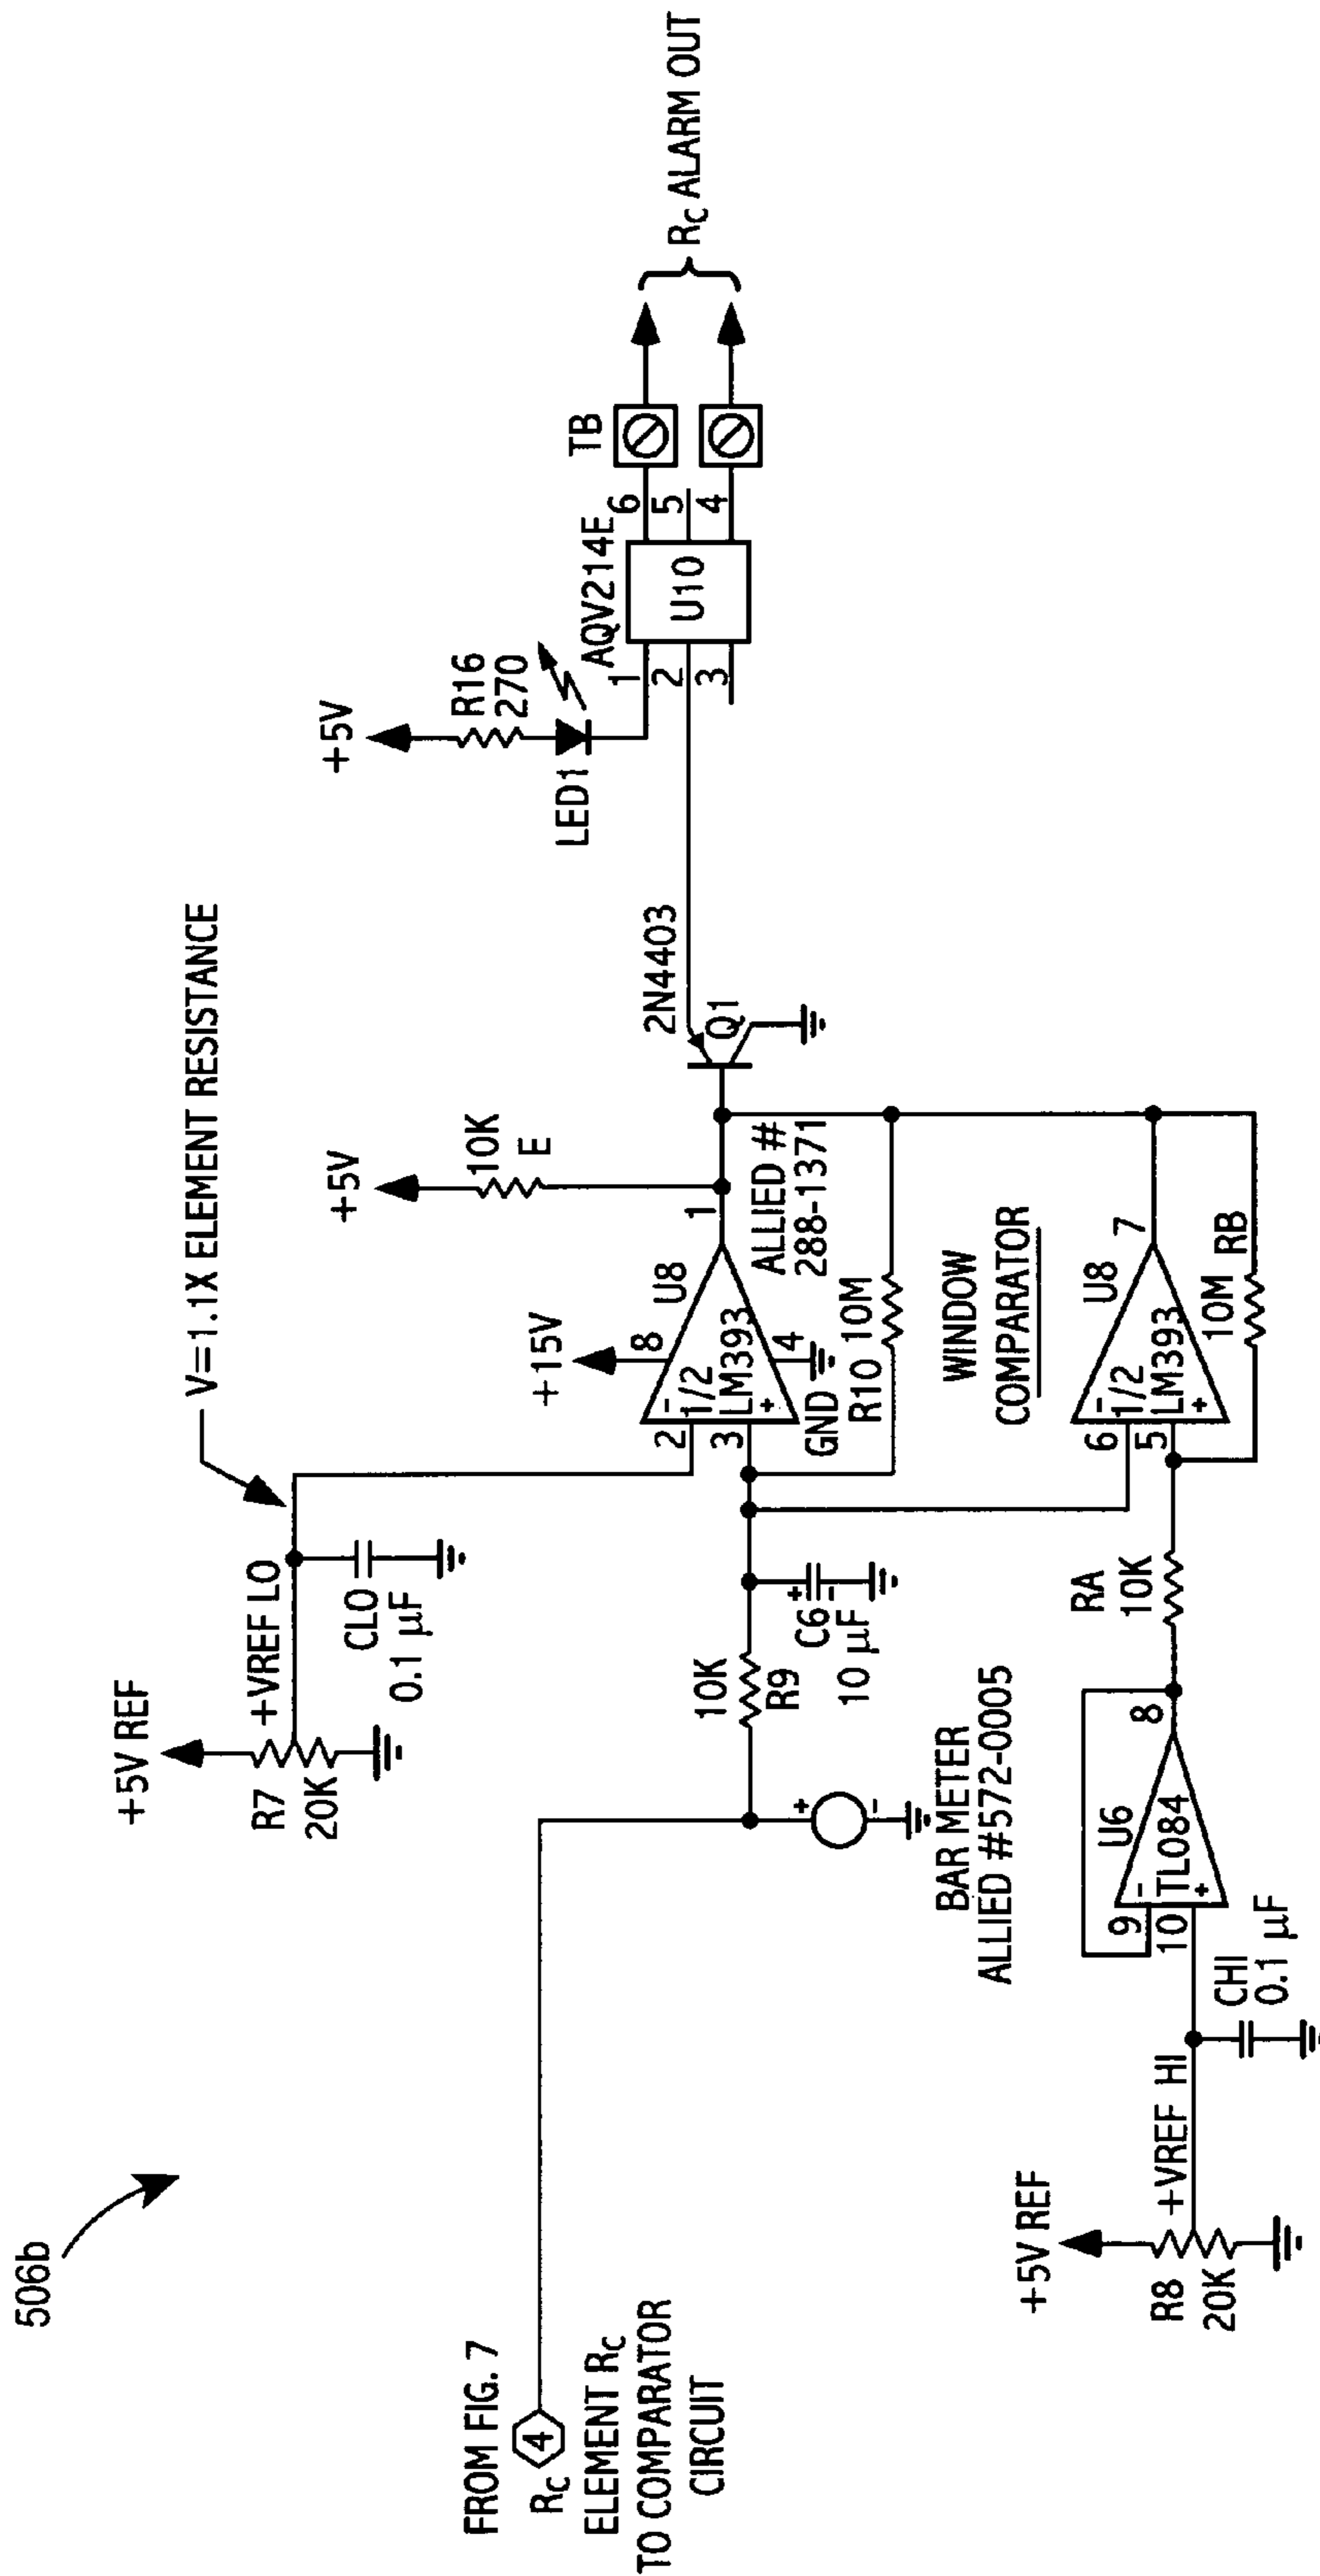 506b
V=1.1X ELEMENT RESISTANCE
+5V REF
R7
20K
+VREF LO
CLO
0.1 μF
+5V
10K
E
+5V
R16
270
LED1
AQV214E
1
2
3
U10
6
5
4
TB
RC ALARM OUT
2N4403
Q1
+15V
8
U8
1
2
3
-
1/2
LM393
+
4
GND
ALLIED #
288-1371
R10 10M
FROM FIG. 7
4
RC
ELEMENT RC
TO COMPARATOR
CIRCUIT
10K
R9
+
C6
-
10 μF
+
-
BAR METER
ALLIED #572-0005
WINDOW
COMPARATOR
U8
7
6
5
-
1/2
LM393
+
10M RB
RA
10K
+5V REF
R8
20K
+VREF HI
CHI
0.1 μF
U6
8
9
10
-
TL084
+